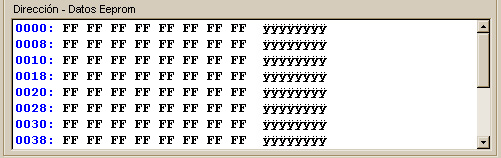 Dirección - Datos Eeprom
0000: FF FF FF FF FF FF FF FF ÿÿÿÿÿÿÿÿ
0008: FF FF FF FF FF FF FF FF ÿÿÿÿÿÿÿÿ
0010: FF FF FF FF FF FF FF FF ÿÿÿÿÿÿÿÿ
0018: FF FF FF FF FF FF FF FF ÿÿÿÿÿÿÿÿ
0020: FF FF FF FF FF FF FF FF ÿÿÿÿÿÿÿÿ
0028: FF FF FF FF FF FF FF FF ÿÿÿÿÿÿÿÿ
0030: FF FF FF FF FF FF FF FF ÿÿÿÿÿÿÿÿ
0038: FF FF FF FF FF FF FF FF ÿÿÿÿÿÿÿÿ